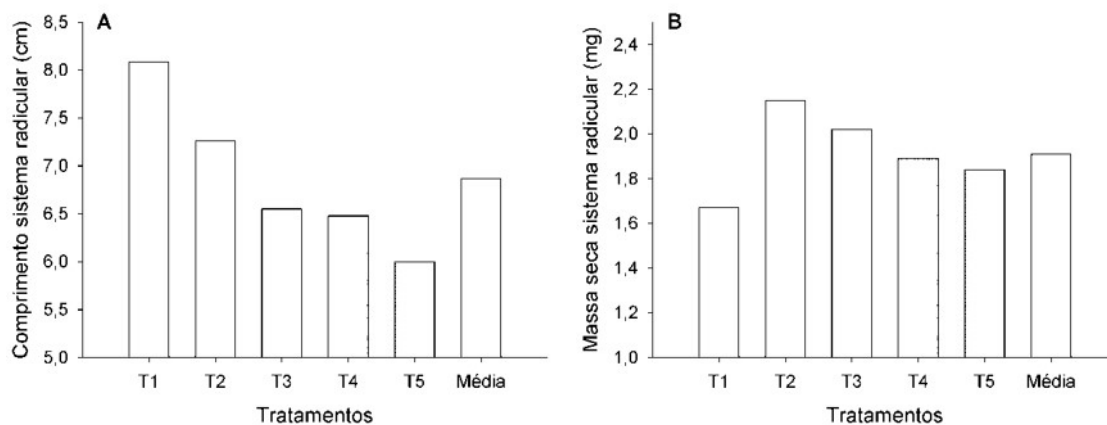 A
Comprimento sistema radicular (cm)
8,5
8,0
7,5
7,0
6,5
6,0
5,5
5,0
T1 T2 T3 T4 T5 Média
Tratamentos
B
Massa seca sistema radicular (mg)
2,4
2,2
2,0
1,8
1,6
1,4
1,2
1,0
T1 T2 T3 T4 T5 Média
Tratamentos